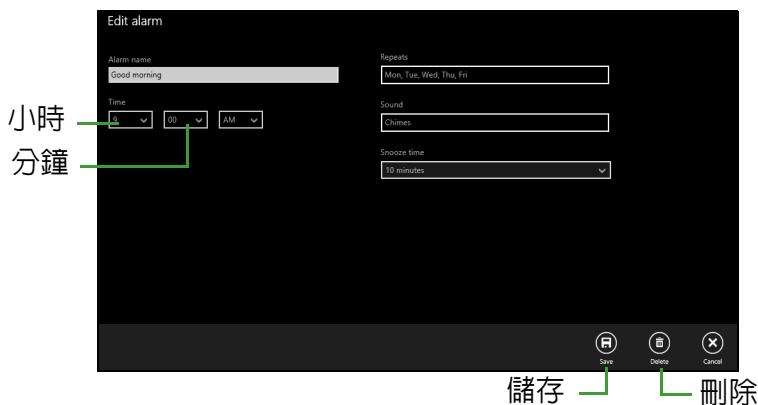 Edit alarm
Alarm name
Good morning
Time
9 00 AM
Repeats
Mon, Tue, Wed, Thu, Fri
Sound
Chimes
Snooze time
10 minutes
小時
分鐘
Save Delete Cancel
儲存 刪除